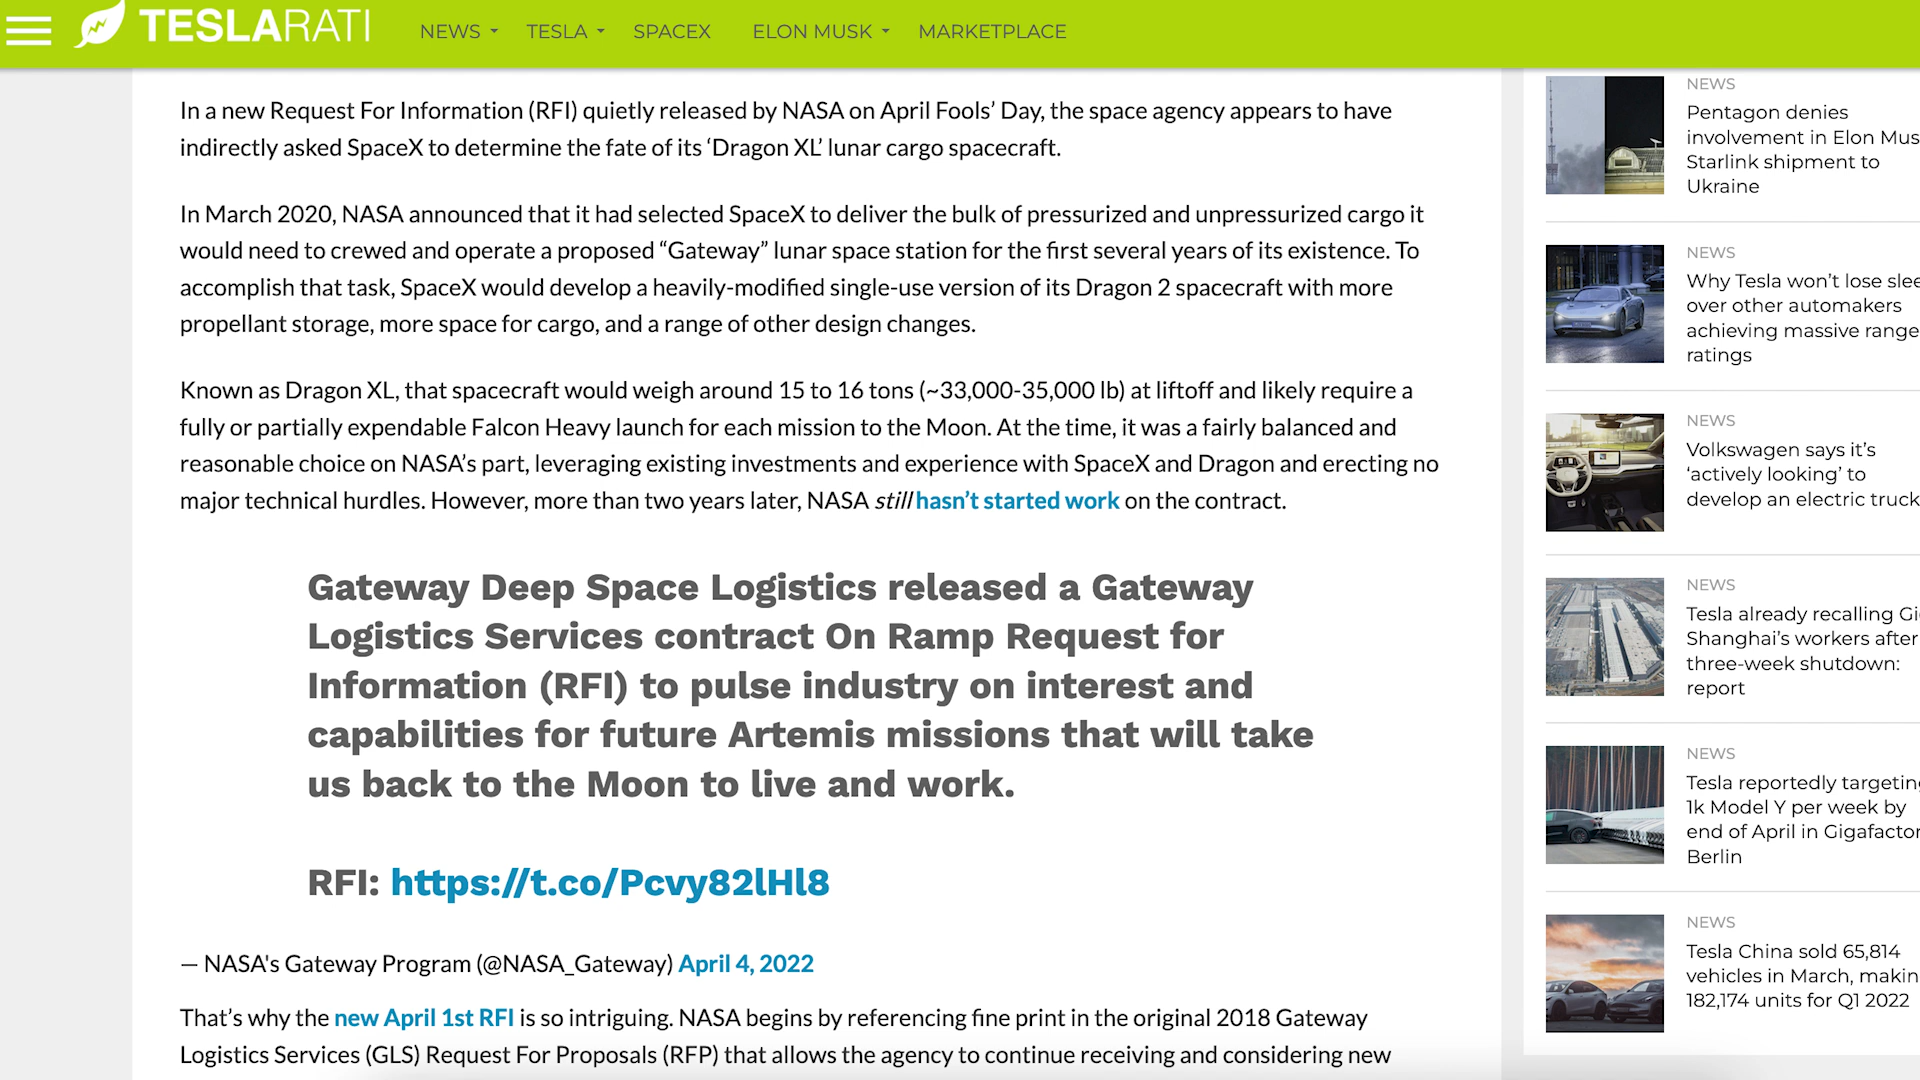 TESLARATI
NEWS
TESLA
SPACEX
ELON MUSK
MARKETPLACE
In a new Request For Information (RFI) quietly released by NASA on April Fools’ Day, the space agency appears to have
indirectly asked SpaceX to determine the fate of its ‘Dragon XL’ lunar cargo spacecraft.
In March 2020, NASA announced that it had selected SpaceX to deliver the bulk of pressurized and unpressurized cargo it
would need to crewed and operate a proposed “Gateway” lunar space station for the first several years of its existence. To
accomplish that task, SpaceX would develop a heavily-modified single-use version of its Dragon 2 spacecraft with more
propellant storage, more space for cargo, and a range of other design changes.
Known as Dragon XL, that spacecraft would weigh around 15 to 16 tons (~33,000-35,000 lb) at liftoff and likely require a
fully or partially expendable Falcon Heavy launch for each mission to the Moon. At the time, it was a fairly balanced and
reasonable choice on NASA’s part, leveraging existing investments and experience with SpaceX and Dragon and erecting no
major technical hurdles. However, more than two years later, NASA still hasn’t started work on the contract.
Gateway Deep Space Logistics released a Gateway
Logistics Services contract On Ramp Request for
Information (RFI) to pulse industry on interest and
capabilities for future Artemis missions that will take
us back to the Moon to live and work.
RFI: https://t.co/Pcvy82lHl8
— NASA's Gateway Program (@NASA_Gateway) April 4, 2022
That’s why the new April 1st RFI is so intriguing. NASA begins by referencing fine print in the original 2018 Gateway
Logistics Services (GLS) Request For Proposals (RFP) that allows the agency to continue receiving and considering new
NEWS
Pentagon denies
involvement in Elon Mus
Starlink shipment to
Ukraine
NEWS
Why Tesla won’t lose slee
over other automakers
achieving massive range
ratings
NEWS
Volkswagen says it’s
‘actively looking’ to
develop an electric truck
NEWS
Tesla already recalling Gi
Shanghai’s workers after
three-week shutdown:
report
NEWS
Tesla reportedly targeting
1k Model Y per week by
end of April in Gigafactor
Berlin
NEWS
Tesla China sold 65,814
vehicles in March, makin
182,174 units for Q1 2022